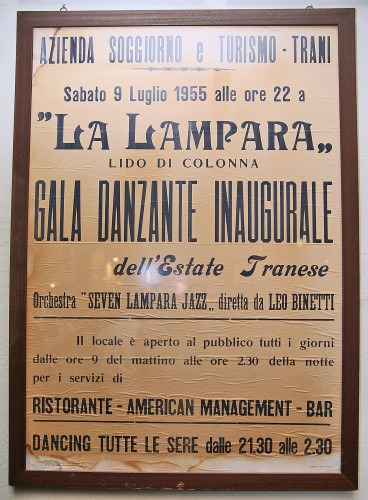 AZIENDA SOGGIORNO e TURISMO - TRANI
Sabato 9 Luglio 1955 alle ore 22 a
"LA LAMPARA„
LIDO DI COLONNA
GALA DANZANTE INAUGURALE
dell'Estate Tranese
Orchestra "SEVEN LAMPARA JAZZ„ diretta da LEO BINETTI
Il locale è aperto al pubblico tutti i giorni
dalle ore 9 del mattino alle ore 2.30 della notte
per i servizi di
RISTORANTE - AMERICAN MANAGEMENT - BAR
DANCING TUTTE LE SERE dalle 21.30 alle 2.30